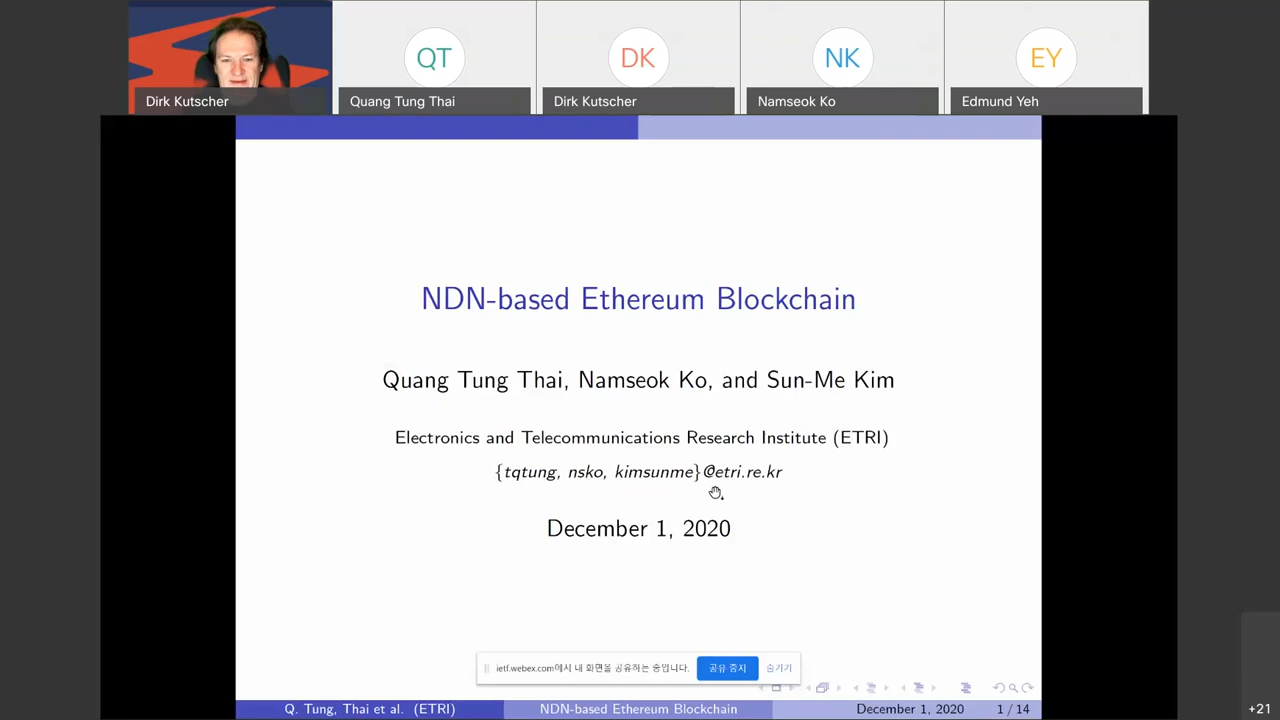 QT
DK
NK
EY
Dirk Kutscher
Quang Tung Thai
Dirk Kutscher
Namseok Ko
Edmund Yeh
NDN-based Ethereum Blockchain
Quang Tung Thai, Namseok Ko, and Sun-Me Kim
Electronics and Telecommunications Research Institute (ETRI)
{tqtung, nsko, kimsunme}@etri.re.kr
December 1, 2020
ietf.webex.com에서 내 화면을 공유하는 중입니다.
공유 중지
숨기기
Q. Tung, Thai et al. (ETRI)
NDN-based Ethereum Blockchain
December 1, 2020
1 / 14
+21